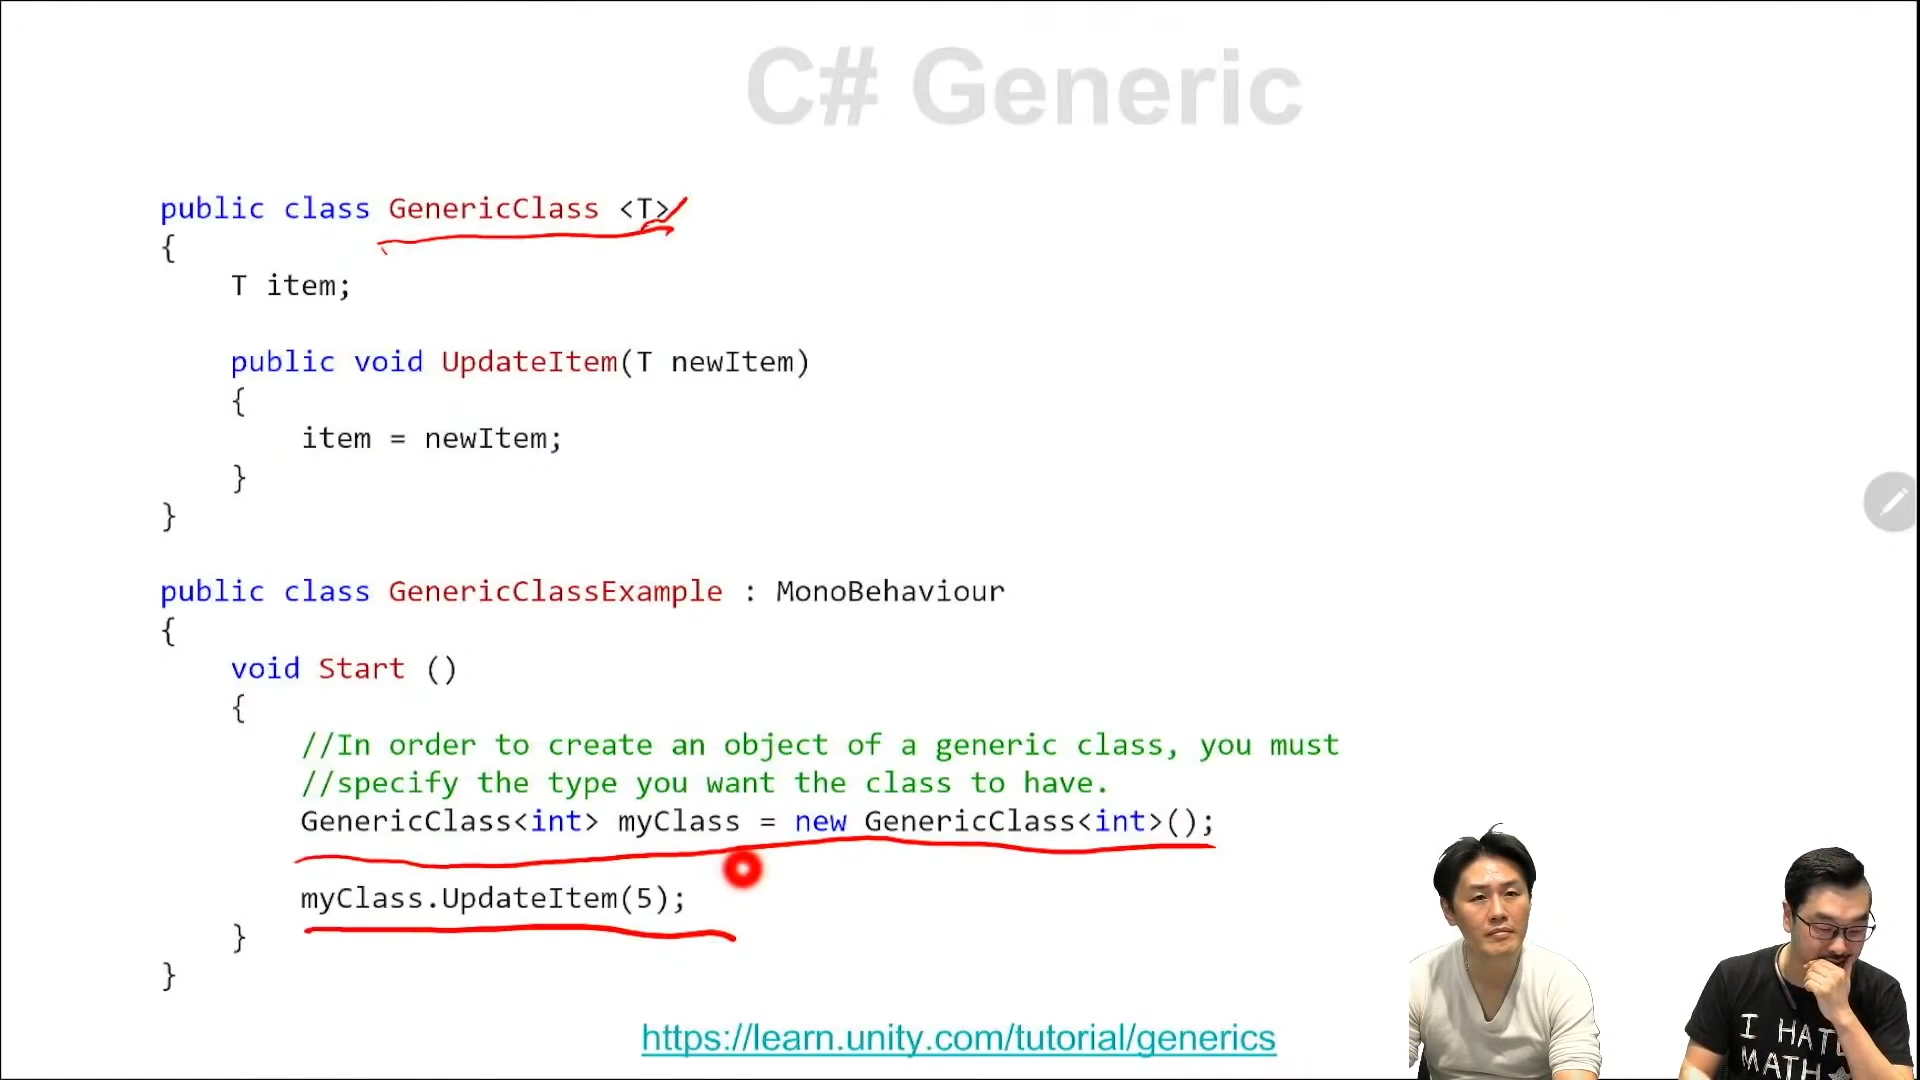 C# Generic
public class GenericClass <T>
{
T item;
public void UpdateItem(T newItem)
{
item = newItem;
}
}
public class GenericClassExample : MonoBehaviour
{
void Start ()
{
//In order to create an object of a generic class, you must
//specify the type you want the class to have.
GenericClass<int> myClass = new GenericClass<int>();
myClass.UpdateItem(5);
}
}
https://learn.unity.com/tutorial/generics
I HATE
MATH